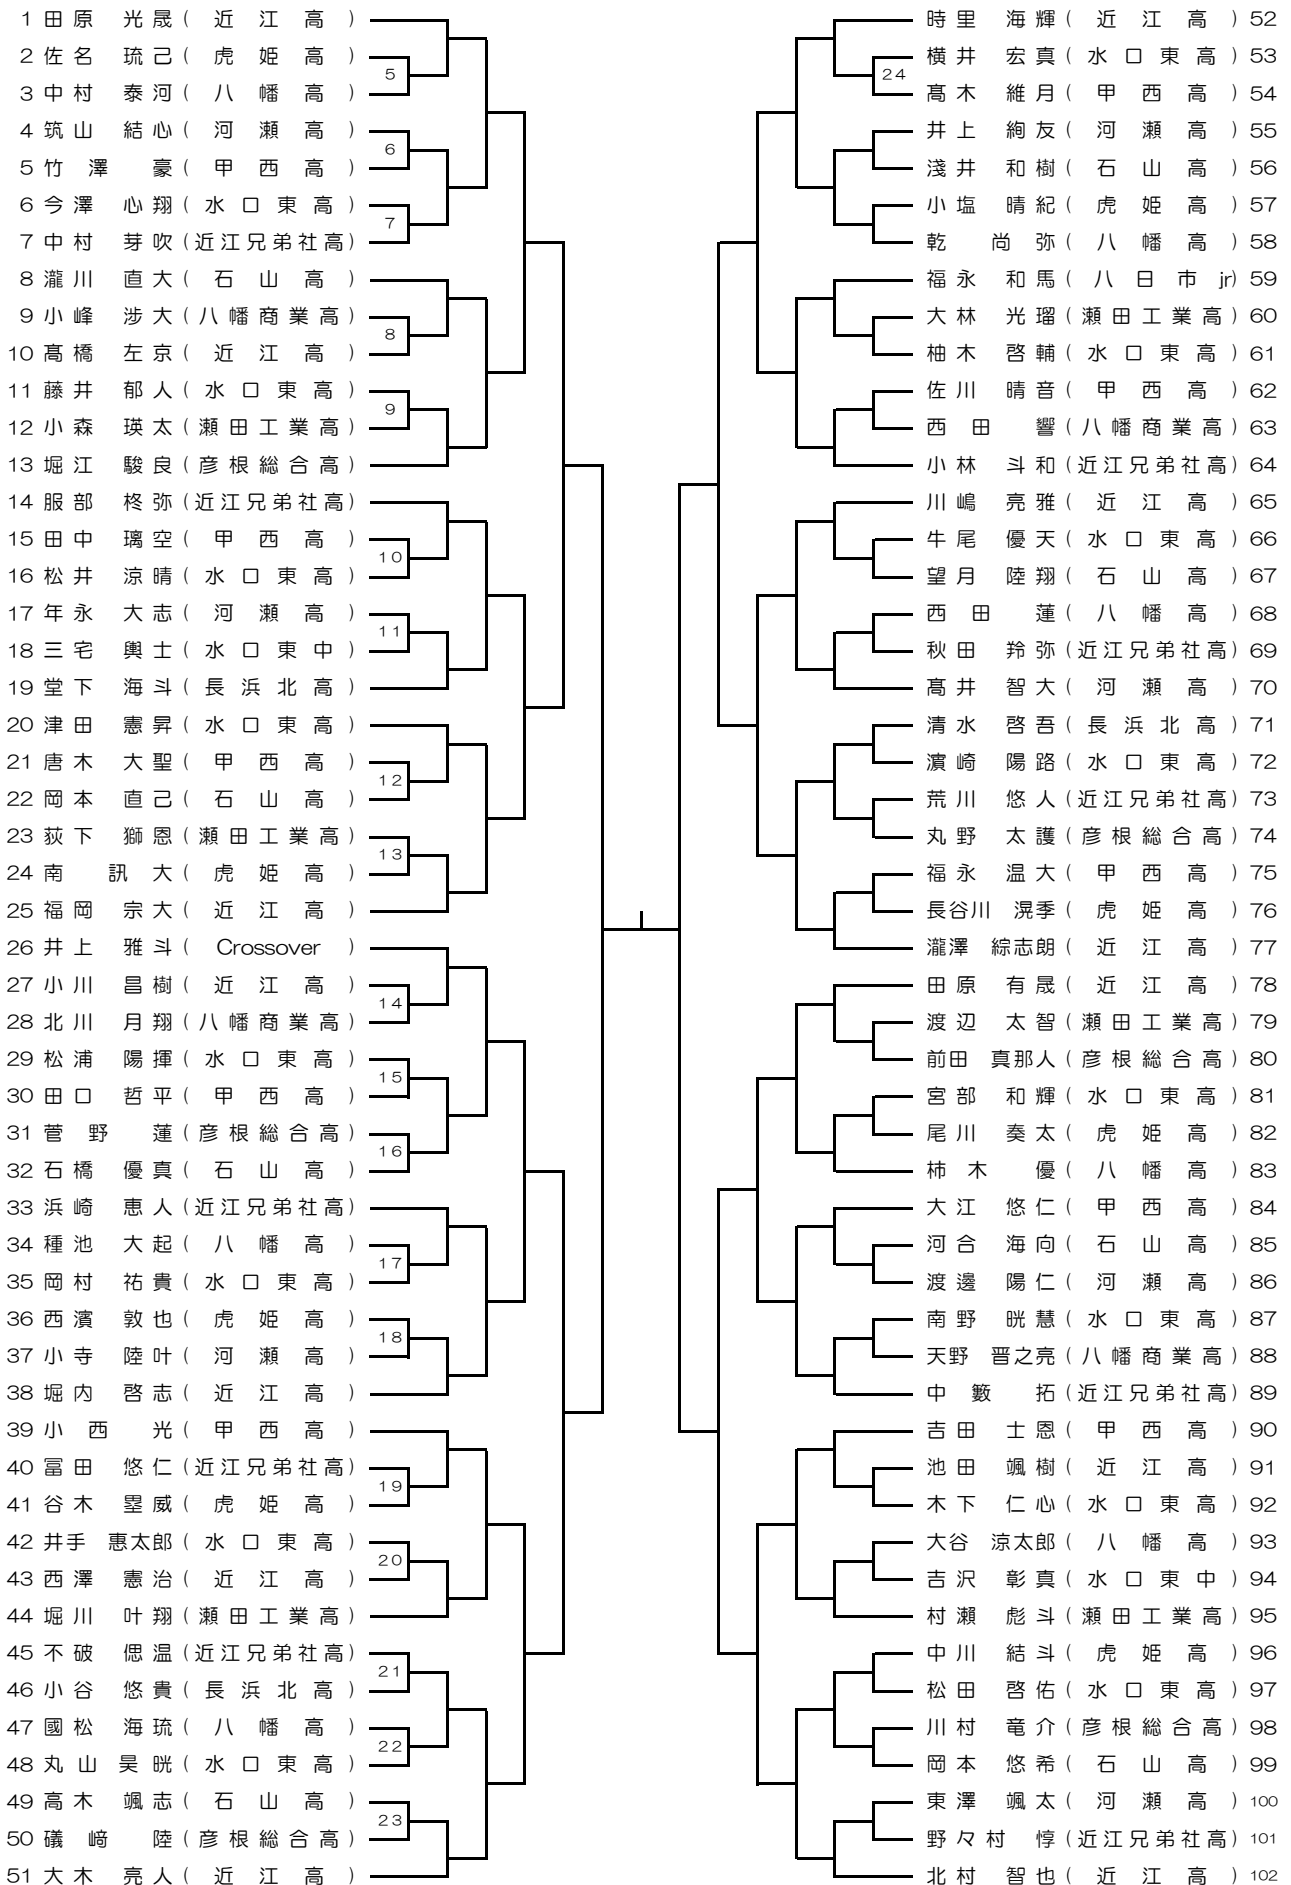 1 田原 光晟 ( 近江高 )
2 佐名 琉己 ( 虎姫高 )
5
3 中村 泰河 ( 八幡高 )
4 筑山 結心 ( 河瀬高 )
6
5 竹澤 豪 ( 甲西高 )
6 今澤 心翔 ( 水口東高 )
7
7 中村 芽吹 ( 近江兄弟社高 )
8 瀧川 直大 ( 石山高 )
9 小峰 渉大 ( 八幡商業高 )
8
10 髙橋 左京 ( 近江高 )
11 藤井 郁人 ( 水口東高 )
9
12 小森 瑛太 ( 瀬田工業高 )
13 堀江 駿良 ( 彦根総合高 )
14 服部 柊弥 ( 近江兄弟社高 )
15 田中 璃空 ( 甲西高 )
10
16 松井 涼晴 ( 水口東高 )
17 年永 大志 ( 河瀬高 )
11
18 三宅 輿士 ( 水口東中 )
19 堂下 海斗 ( 長浜北高 )
20 津田 憲昇 ( 水口東高 )
21 唐木 大聖 ( 甲西高 )
12
22 岡本 直己 ( 石山高 )
23 荻下 獅恩 ( 瀬田工業高 )
13
24 南 訊大 ( 虎姫高 )
25 福岡 宗大 ( 近江高 )
26 井上 雅斗 ( Crossover )
27 小川 昌樹 ( 近江高 )
14
28 北川 月翔 ( 八幡商業高 )
29 松浦 陽揮 ( 水口東高 )
15
30 田口 哲平 ( 甲西高 )
31 菅野 蓮 ( 彦根総合高 )
16
32 石橋 優真 ( 石山高 )
33 浜崎 恵人 ( 近江兄弟社高 )
34 種池 大起 ( 八幡高 )
17
35 岡村 祐貴 ( 水口東高 )
36 西濱 敦也 ( 虎姫高 )
18
37 小寺 陸叶 ( 河瀬高 )
38 堀内 啓志 ( 近江高 )
39 小西 光 ( 甲西高 )
40 冨田 悠仁 ( 近江兄弟社高 )
19
41 谷木 塁威 ( 虎姫高 )
42 井手 惠太郎 ( 水口東高 )
20
43 西澤 憲治 ( 近江高 )
44 堀川 叶翔 ( 瀬田工業高 )
45 不破 偲温 ( 近江兄弟社高 )
21
46 小谷 悠貴 ( 長浜北高 )
47 國松 海琉 ( 八幡高 )
22
48 丸山 昊晄 ( 水口東高 )
49 高木 颯志 ( 石山高 )
23
50 礒﨑 陸 ( 彦根総合高 )
51 大木 亮人 ( 近江高 )
時里 海輝 ( 近江高 ) 52
横井 宏真 ( 水口東高 ) 53
24
髙木 維月 ( 甲西高 ) 54
井上 絢友 ( 河瀬高 ) 55
淺井 和樹 ( 石山高 ) 56
小塩 晴紀 ( 虎姫高 ) 57
乾 尚弥 ( 八幡高 ) 58
福永 和馬 ( 八日市jr) 59
大林 光瑠 ( 瀬田工業高 ) 60
柚木 啓輔 ( 水口東高 ) 61
佐川 晴音 ( 甲西高 ) 62
西田 響 ( 八幡商業高 ) 63
小林 斗和 ( 近江兄弟社高 ) 64
川嶋 亮雅 ( 近江高 ) 65
牛尾 優天 ( 水口東高 ) 66
望月 陸翔 ( 石山高 ) 67
西田 蓮 ( 八幡高 ) 68
秋田 羚弥 ( 近江兄弟社高 ) 69
髙井 智大 ( 河瀬高 ) 70
清水 啓吾 ( 長浜北高 ) 71
濵崎 陽路 ( 水口東高 ) 72
荒川 悠人 ( 近江兄弟社高 ) 73
丸野 太護 ( 彦根総合高 ) 74
福永 温大 ( 甲西高 ) 75
長谷川 滉季 ( 虎姫高 ) 76
瀧澤 綜志朗 ( 近江高 ) 77
田原 有晟 ( 近江高 ) 78
渡辺 太智 ( 瀬田工業高 ) 79
前田 真那人 ( 彦根総合高 ) 80
宮部 和輝 ( 水口東高 ) 81
尾川 奏太 ( 虎姫高 ) 82
柿木 優 ( 八幡高 ) 83
大江 悠仁 ( 甲西高 ) 84
河合 海向 ( 石山高 ) 85
渡邊 陽仁 ( 河瀬高 ) 86
南野 晄慧 ( 水口東高 ) 87
天野 晋之亮 ( 八幡商業高 ) 88
中籔 拓 ( 近江兄弟社高 ) 89
吉田 士恩 ( 甲西高 ) 90
池田 颯樹 ( 近江高 ) 91
木下 仁心 ( 水口東高 ) 92
大谷 涼太郎 ( 八幡高 ) 93
吉沢 彰真 ( 水口東中 ) 94
村瀬 彪斗 ( 瀬田工業高 ) 95
中川 結斗 ( 虎姫高 ) 96
松田 啓佑 ( 水口東高 ) 97
川村 竜介 ( 彦根総合高 ) 98
岡本 悠希 ( 石山高 ) 99
東澤 颯太 ( 河瀬高 ) 100
野々村 惇 ( 近江兄弟社高 ) 101
北村 智也 ( 近江高 ) 102